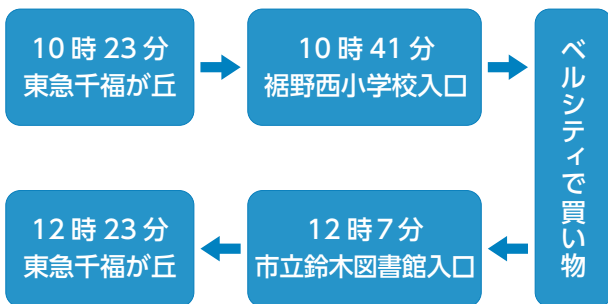 10時23分
東急千福が丘
10時41分
裾野西小学校入口
ベルシティで買い物
12時7分
市立鈴木図書館入口
12時23分
東急千福が丘